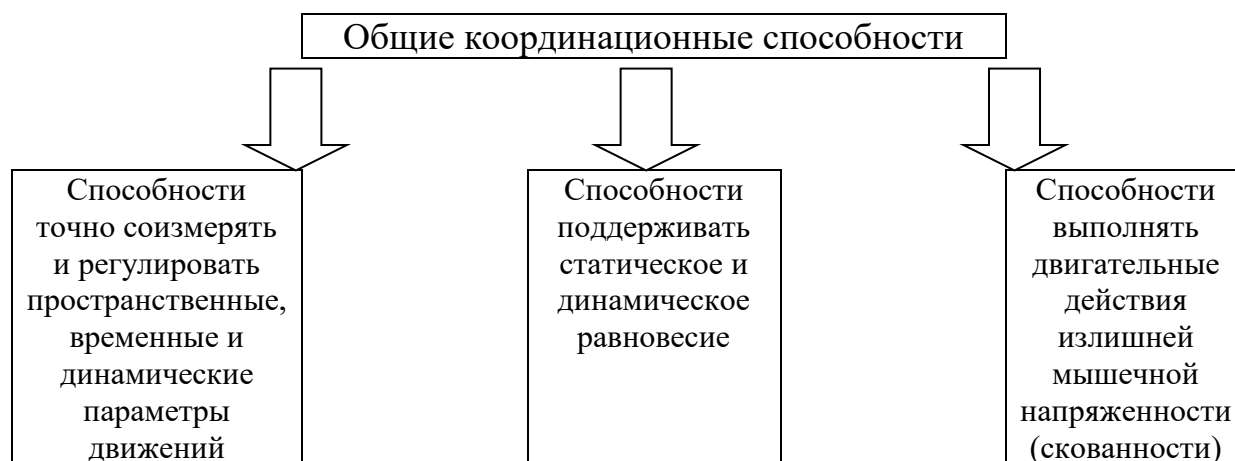 Общие координационные способности
Способности
точно соизмерять
и регулировать
пространственные,
временные и
динамические
параметры
движений
Способности
поддерживать
статическое и
динамическое
равновесие
Способности
выполнять
двигательные
действия
излишней
мышечной
напряженности
(скованности)